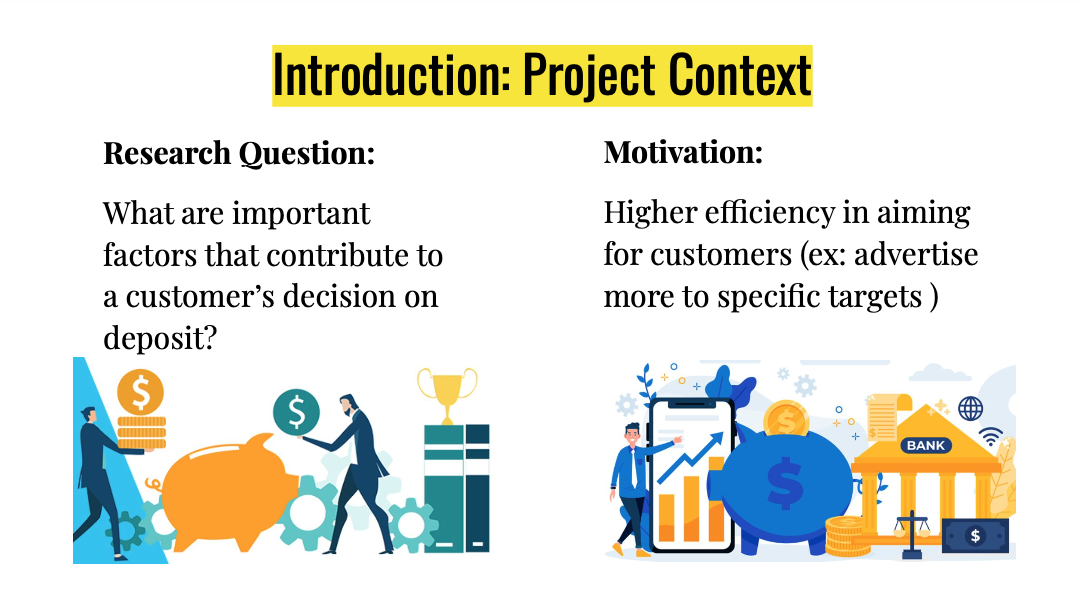 Introduction: Project Context
Research Question:
What are important
factors that contribute to
a customer’s decision on
deposit?
Motivation:
Higher efficiency in aiming
for customers (ex: advertise
more to specific targets )
$
$
$
$
$
BANK
$